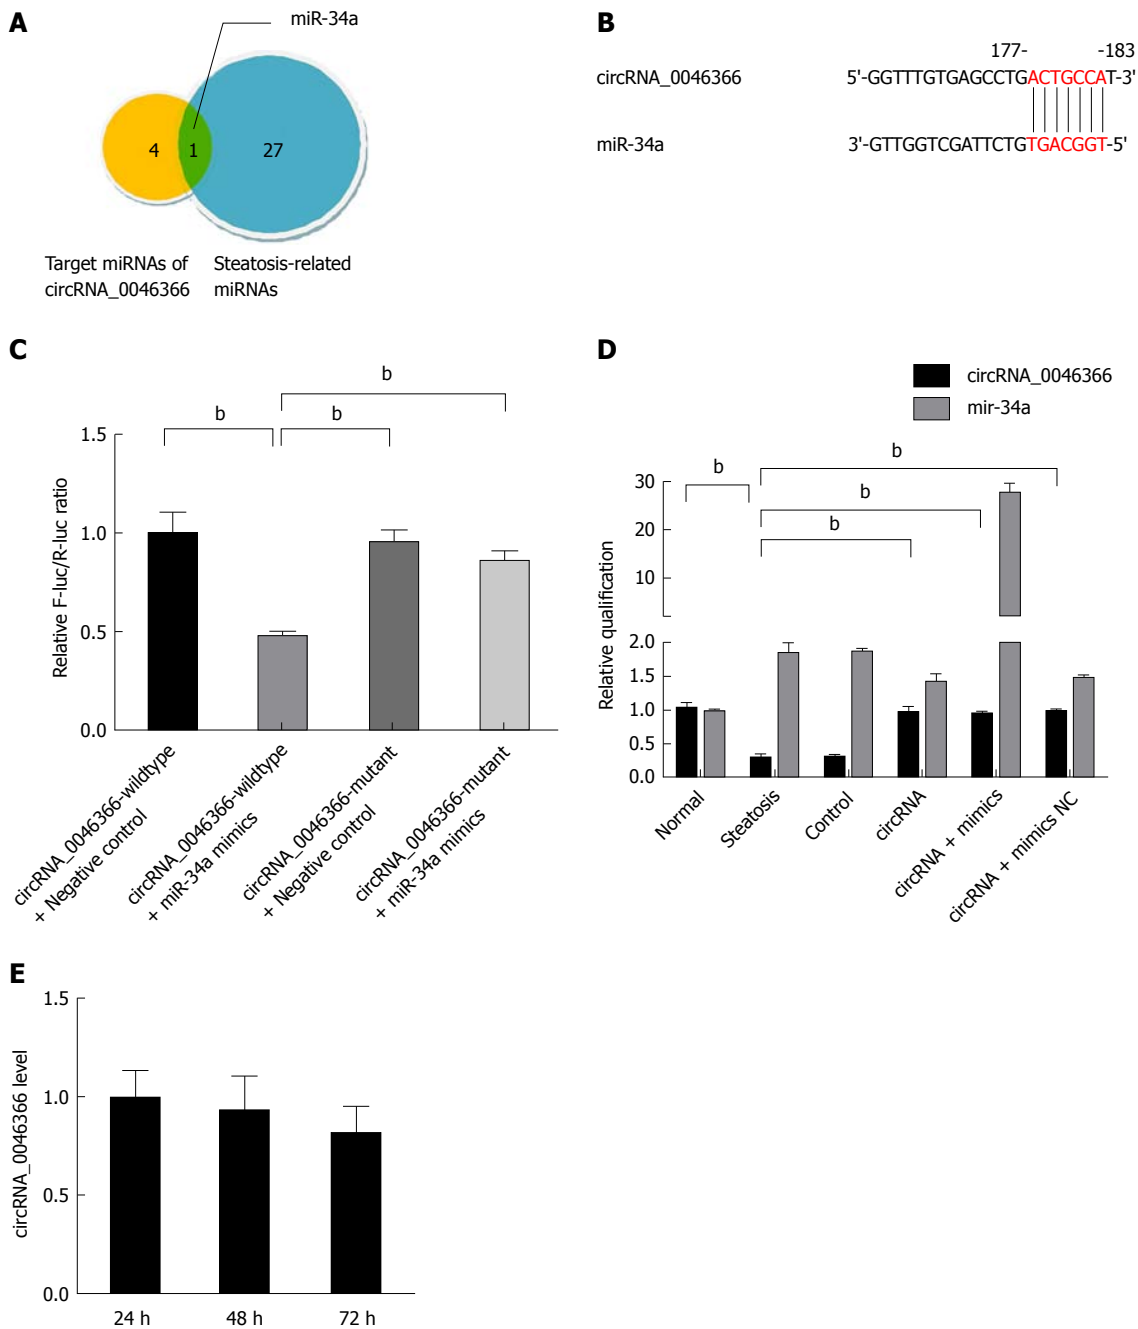 A
miR-34a
4
1
27
Target miRNAs of
circRNA_0046366
Steatosis-related
miRNAs
B
177-
-183
circRNA_0046366
5'-GGTTTGTGAGCCTGACTGCCAT-3'
miR-34a
3'-GTTGGTCGATTCTGTGACGGT-5'
C
b
b
b
Relative F-luc/R-luc ratio
1.5
1.0
0.5
0.0
circRNA_0046366-wildtype
+ Negative control
circRNA_0046366-wildtype
+ miR-34a mimics
circRNA_0046366-mutant
+ Negative control
circRNA_0046366-mutant
+ miR-34a mimics
D
circRNA_0046366
mir-34a
b
b
b
b
Relative qualification
30
20
10
2.0
1.5
1.0
0.5
0.0
Normal
Steatosis
Control
circRNA
circRNA + mimics
circRNA + mimics NC
E
circRNA_0046366 level
1.5
1.0
0.5
0.0
24 h
48 h
72 h